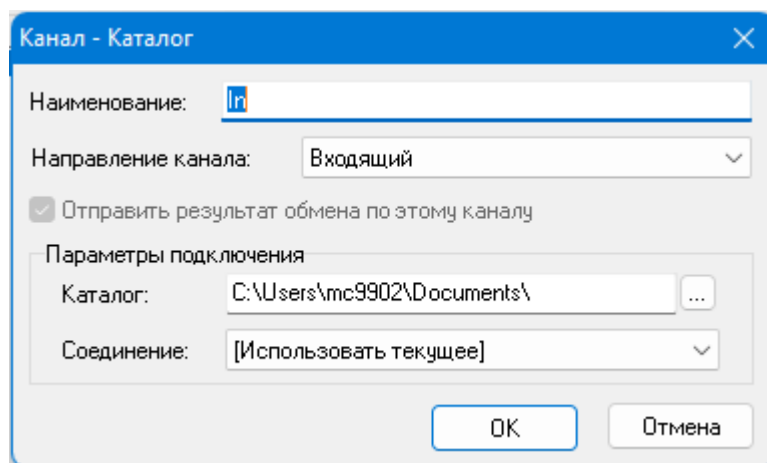 Канал - Каталог
Наименование: In
Направление канала: Входящий
Отправить результат обмена по этому каналу
Параметры подключения
Каталог: C:\Users\mc9902\Documents\ ...
Соединение: [Использовать текущее]
OK Отмена